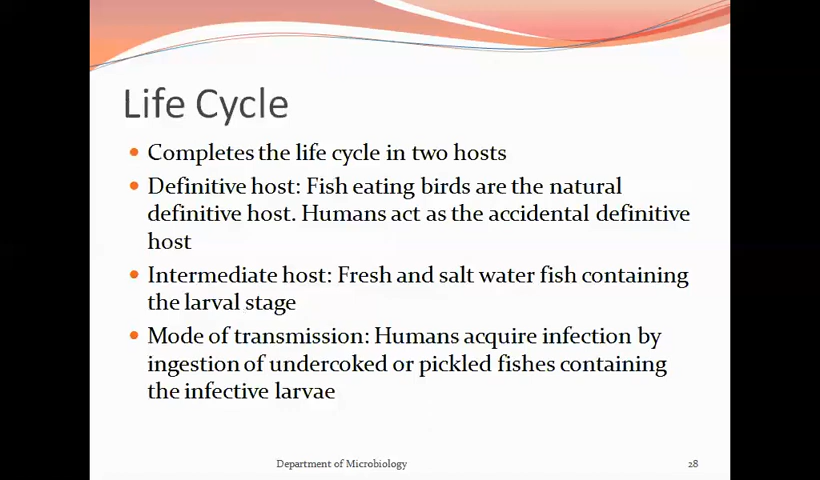 Life Cycle
Completes the life cycle in two hosts
Definitive host: Fish eating birds are the natural
definitive host. Humans act as the accidental definitive
host
Intermediate host: Fresh and salt water fish containing
the larval stage
Mode of transmission: Humans acquire infection by
ingestion of undercoked or pickled fishes containing
the infective larvae
Department of Microbiology
28